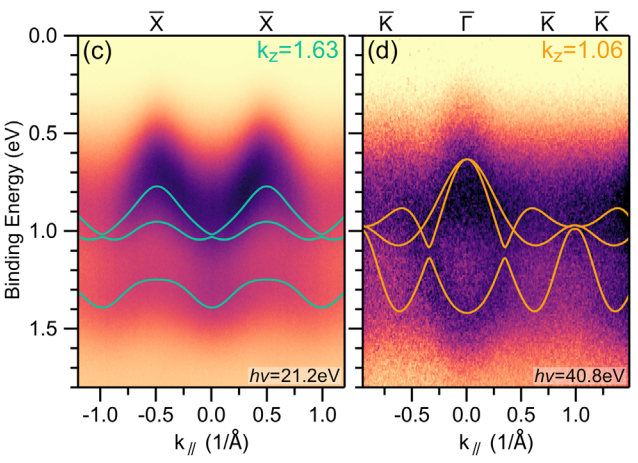 X̅ X̅ K̅ Γ̅ K̅ K̅
(c) k_z=1.63 (d) k_z=1.06
0.0
0.5
1.0
1.5
Binding Energy (eV)
hν=21.2eV hν=40.8eV
-1.0 -0.5 0.0 0.5 1.0 -0.5 0.0 0.5 1.0
k_// (1/Å) k_// (1/Å)